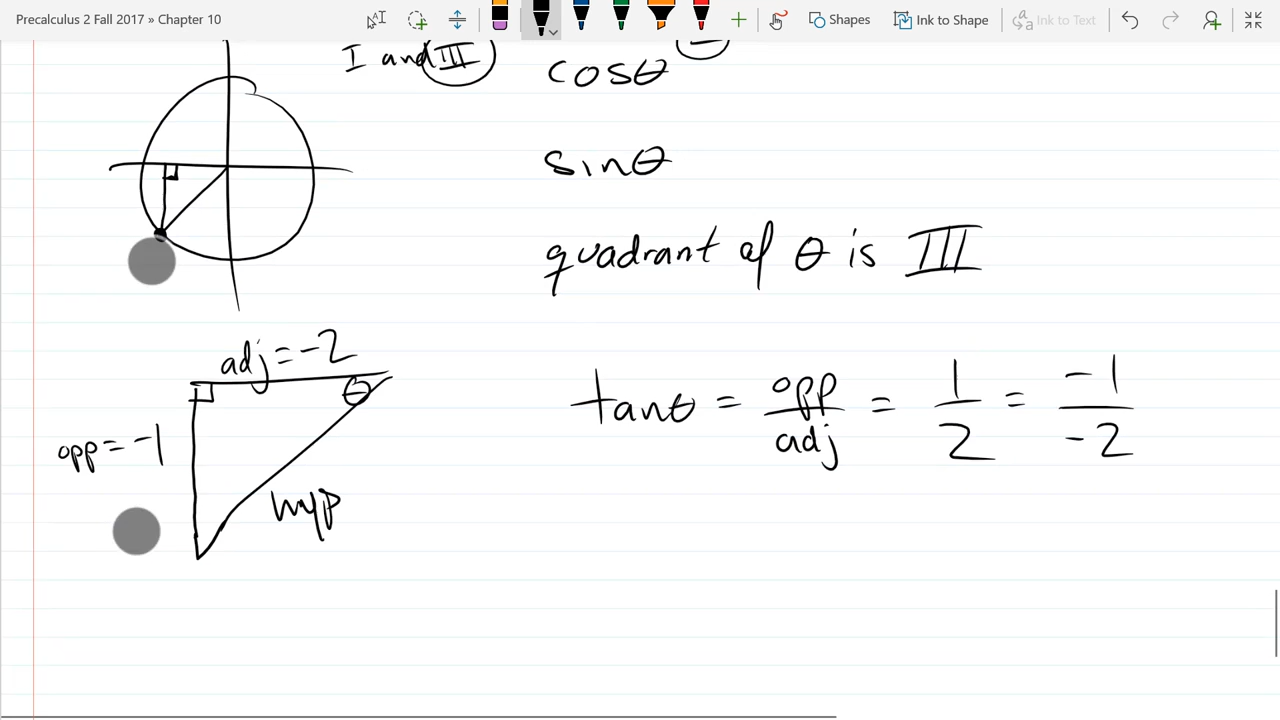 Precalculus 2 Fall 2017 » Chapter 10
Shapes
Ink to Shape
Ink to Text
I and III
cosθ
sinθ
quadrant of θ is III
adj = -2
θ
opp = -1
hyp
tanθ = opp/adj = 1/2 = -1/-2